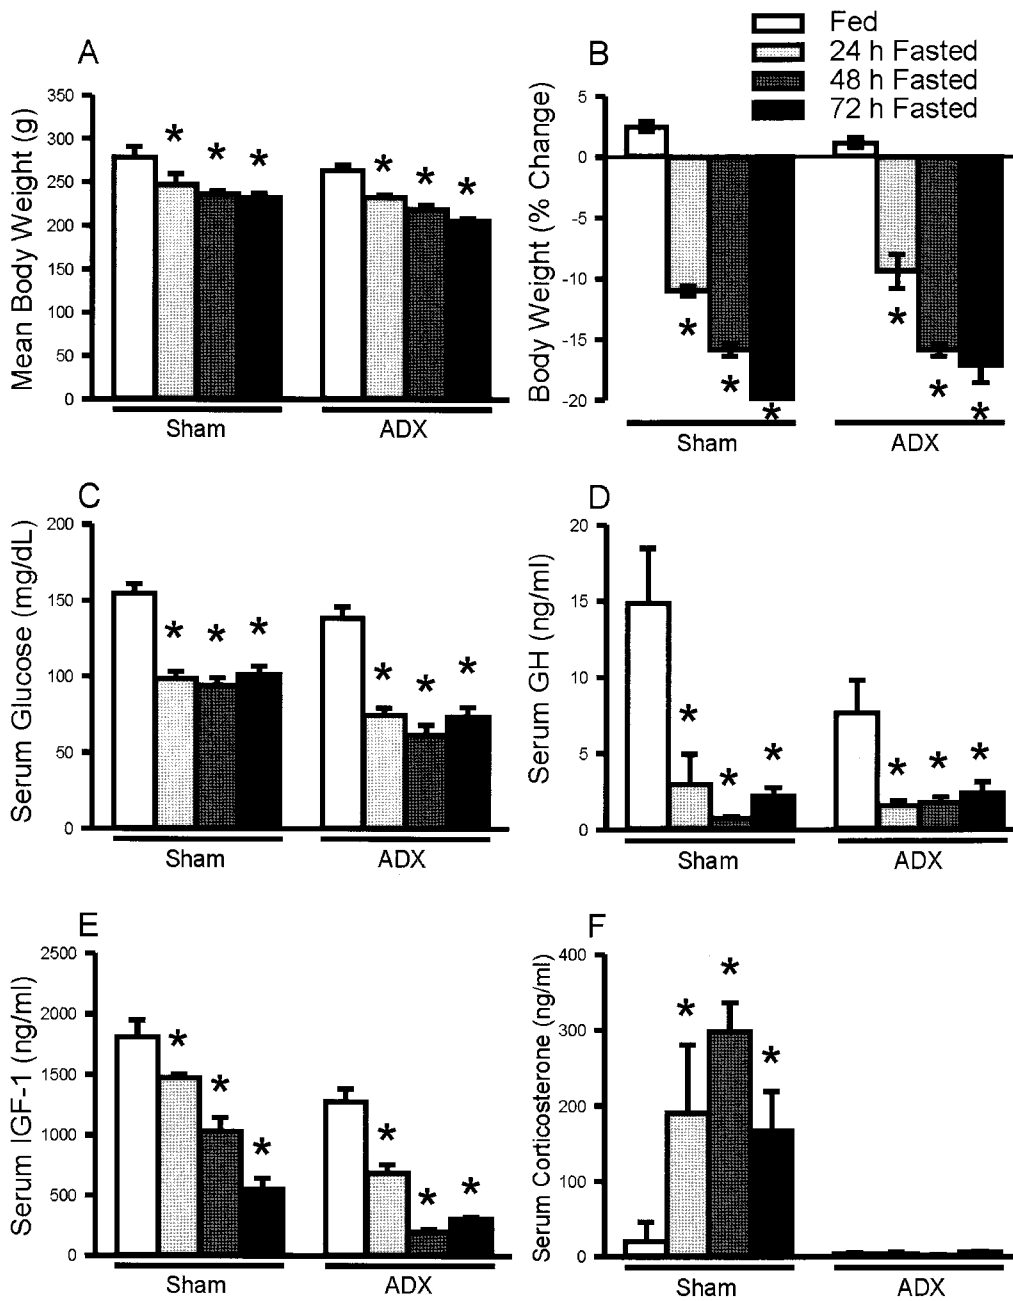 Fed
24 h Fasted
48 h Fasted
72 h Fasted
A
Mean Body Weight (g)
350
300
250
200
150
100
50
0
* * *
* * *
Sham
ADX
B
Body Weight (% Change)
5
0
-5
-10
-15
-20
* * *
* * *
Sham
ADX
C
Serum Glucose (mg/dL)
200
150
100
50
0
* * *
* * *
Sham
ADX
D
Serum GH (ng/ml)
20
15
10
5
0
* * *
* * *
Sham
ADX
E
Serum IGF-1 (ng/ml)
2500
2000
1500
1000
500
0
* * *
* * *
Sham
ADX
F
Serum Corticosterone (ng/ml)
400
300
200
100
0
* * *
Sham
ADX